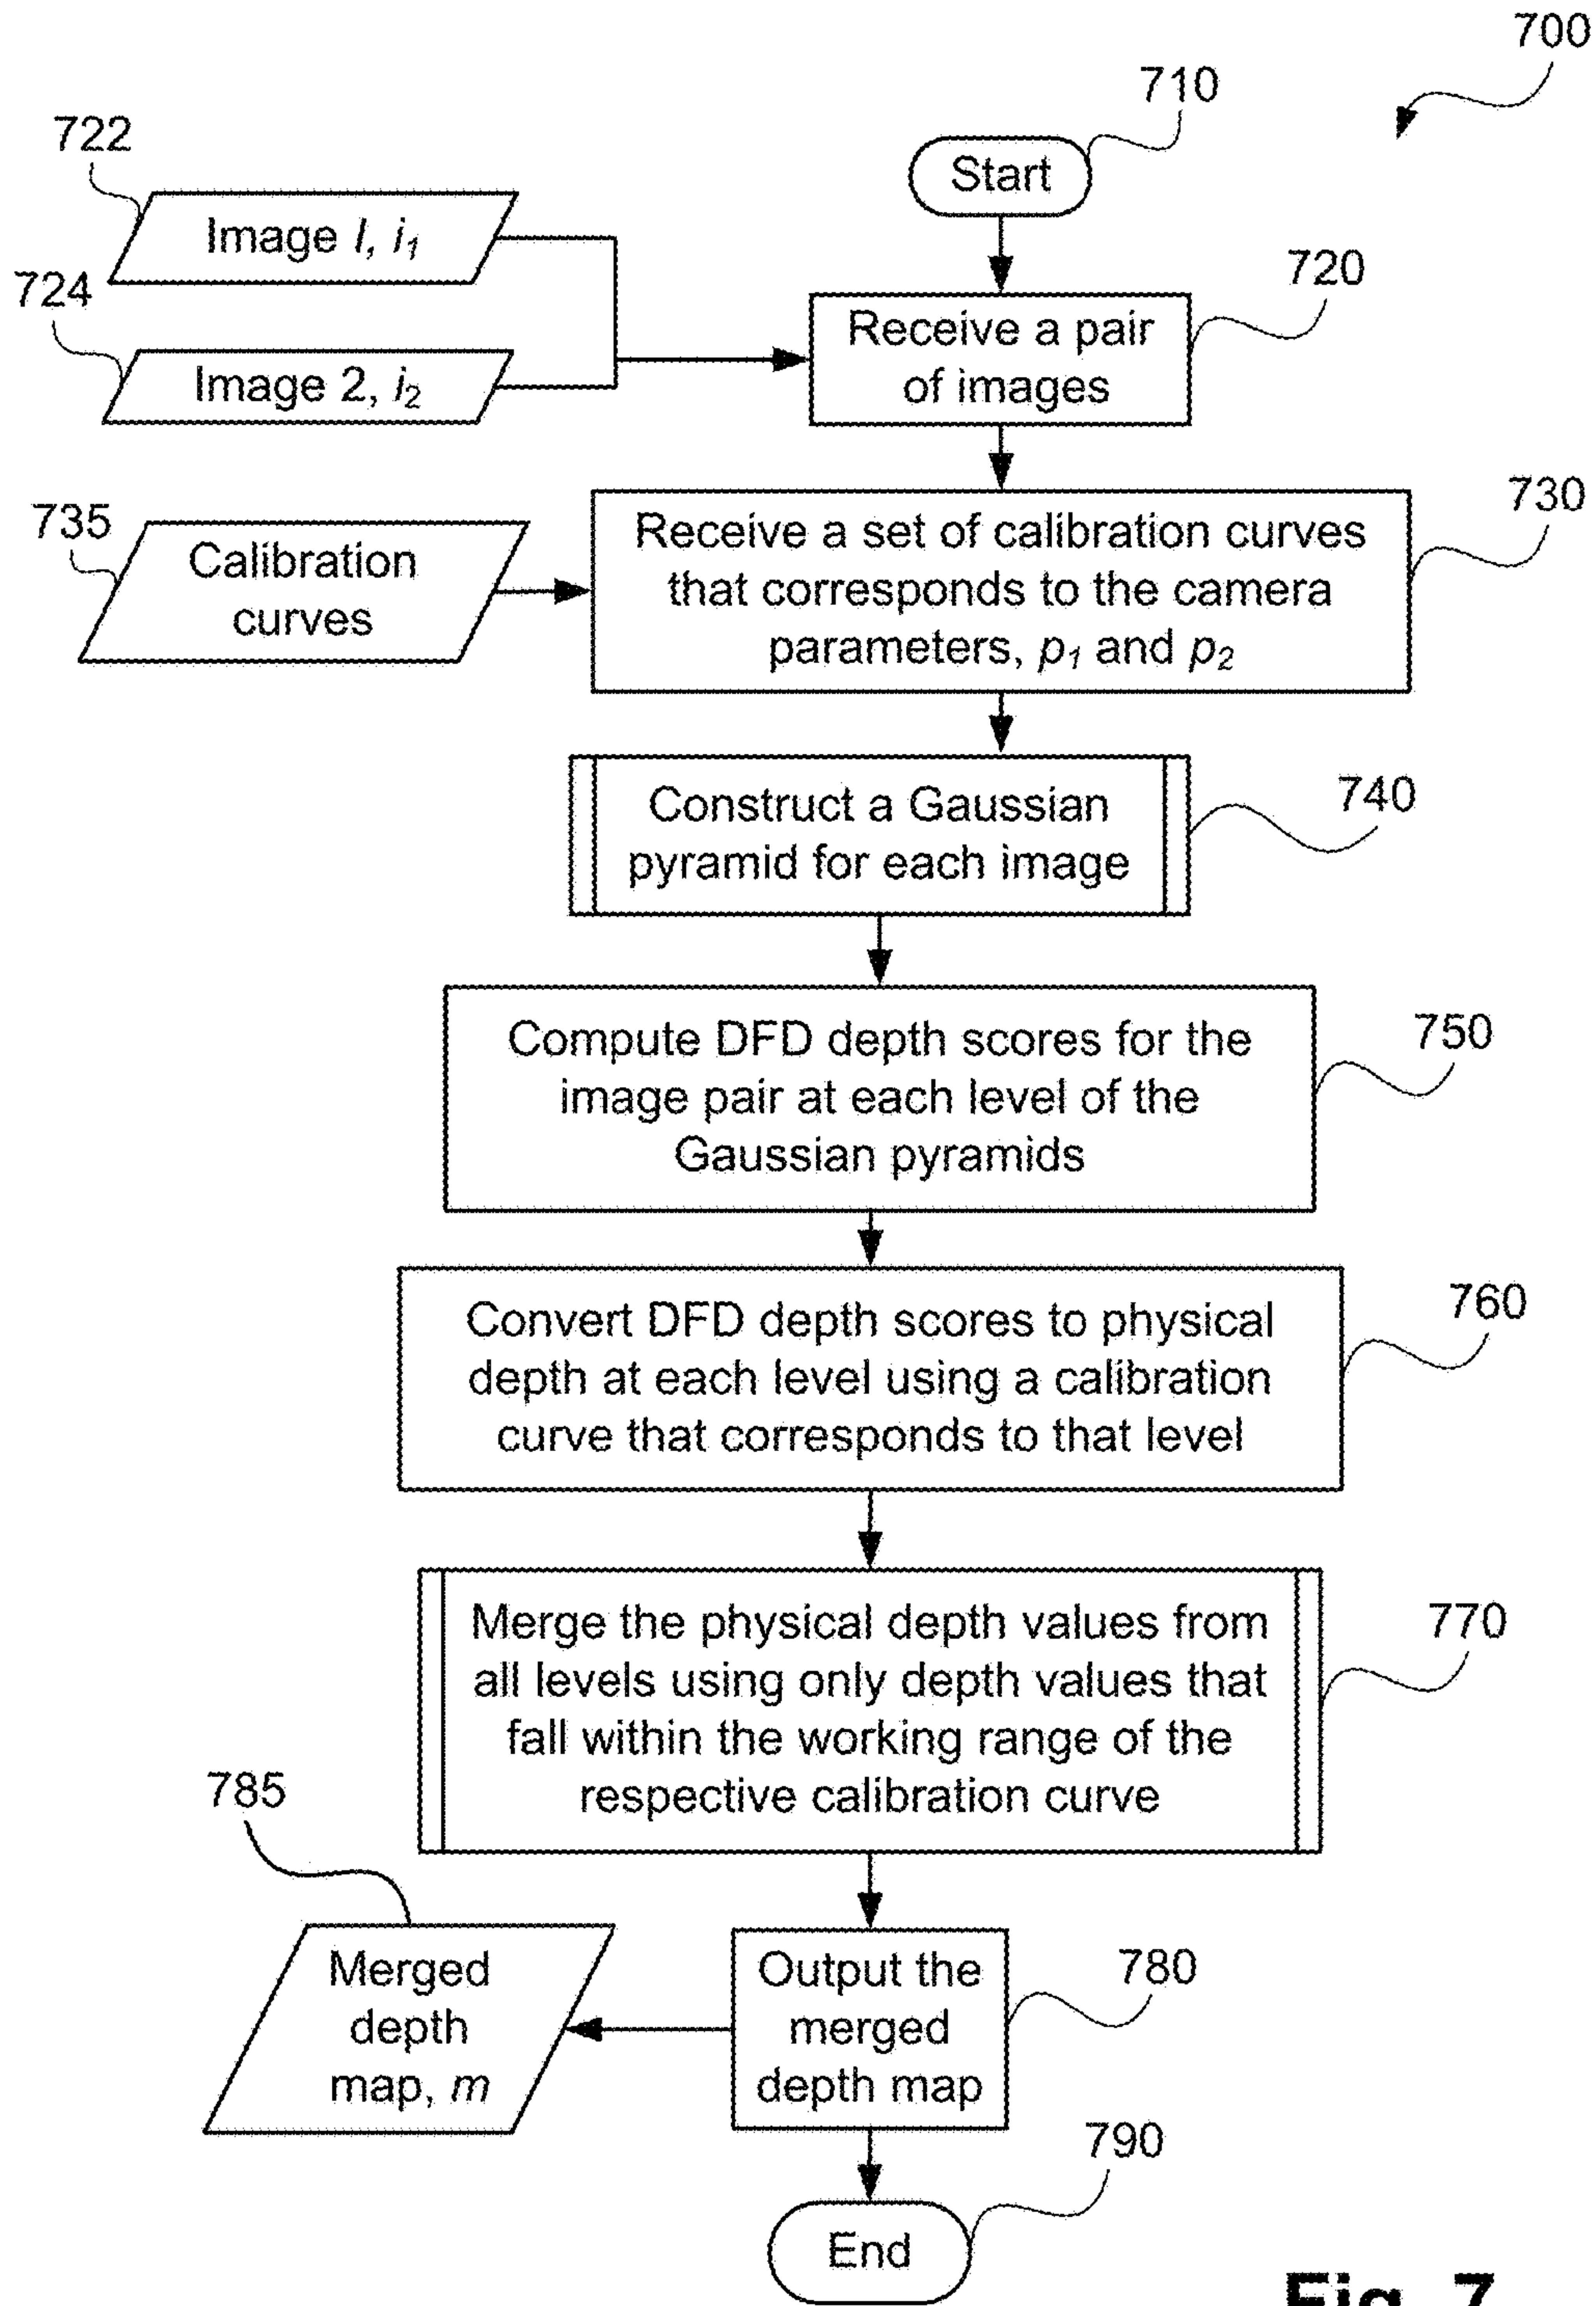 700
710
Start
722
Image I, i1
724
Image 2, i2
720
Receive a pair
of images
735
Calibration
curves
730
Receive a set of calibration curves
that corresponds to the camera
parameters, p1 and p2
740
Construct a Gaussian
pyramid for each image
750
Compute DFD depth scores for the
image pair at each level of the
Gaussian pyramids
760
Convert DFD depth scores to physical
depth at each level using a calibration
curve that corresponds to that level
770
Merge the physical depth values from
all levels using only depth values that
fall within the working range of the
respective calibration curve
785
Merged
depth
map, m
780
Output the
merged
depth map
790
End
Fig. 7